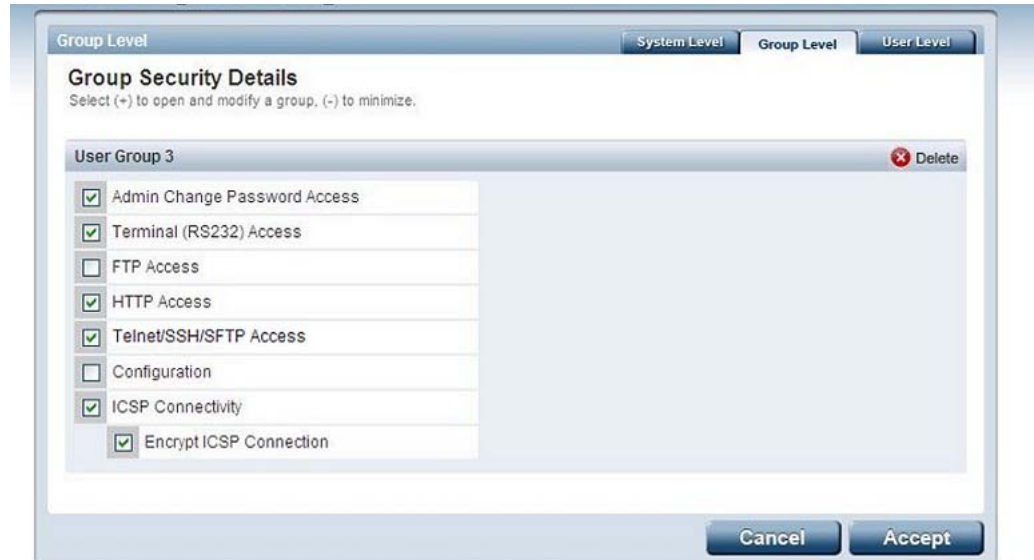 Group Level
System Level
Group Level
User Level
Group Security Details
Select (+) to open and modify a group, (-) to minimize.
User Group 3
Delete
Admin Change Password Access
Terminal (RS232) Access
FTP Access
HTTP Access
Telnet/SSH/SFTP Access
Configuration
ICSP Connectivity
Encrypt ICSP Connection
Cancel
Accept